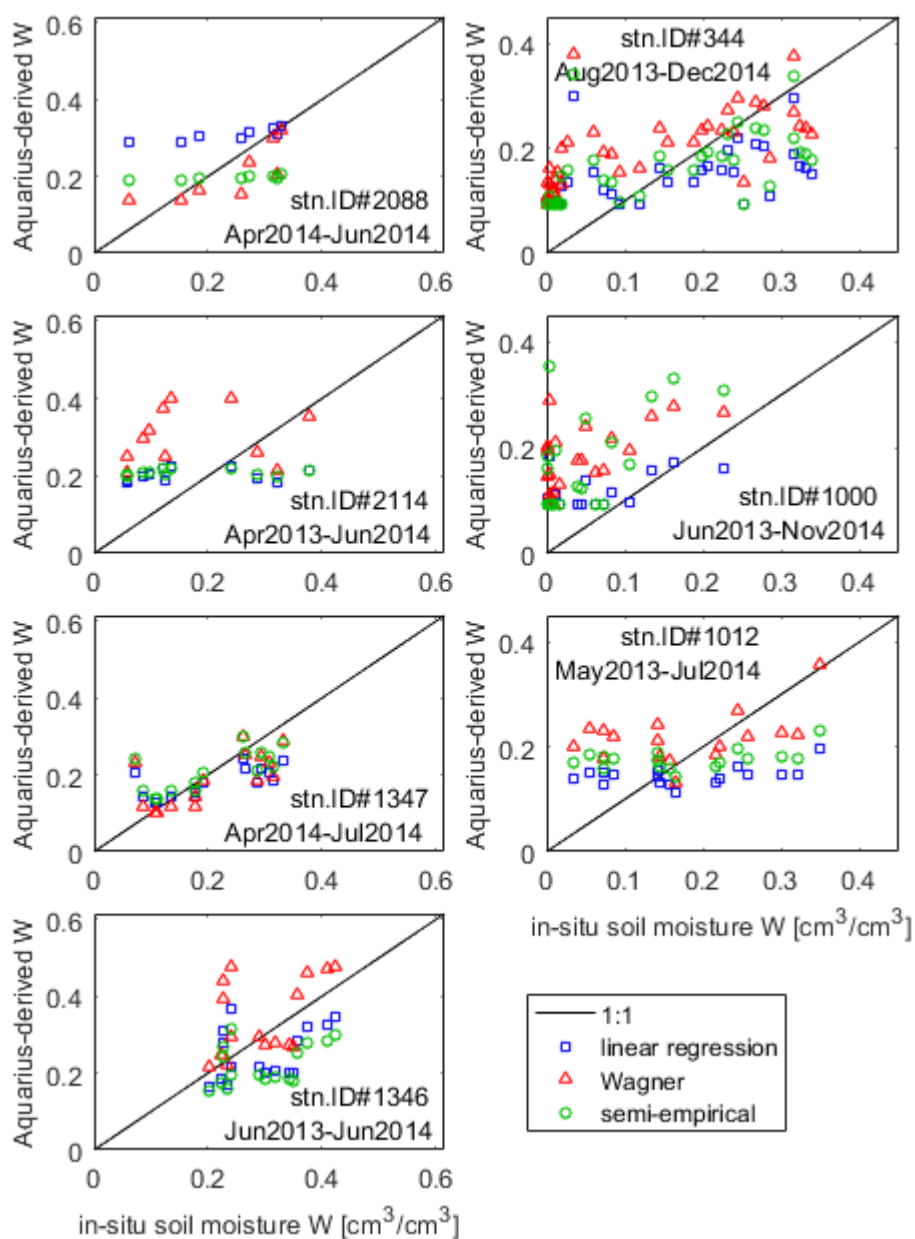 Aquarius-derived W
0.6
0.4
0.2
0
0 0.2 0.4 0.6
stn.ID#2088
Apr2014-Jun2014
Aquarius-derived W
0.4
0.2
0
0 0.1 0.2 0.3 0.4
stn.ID#344
Aug2013-Dec2014
Aquarius-derived W
0.6
0.4
0.2
0
0 0.2 0.4 0.6
stn.ID#2114
Apr2013-Jun2014
Aquarius-derived W
0.4
0.2
0
0 0.1 0.2 0.3 0.4
stn.ID#1000
Jun2013-Nov2014
Aquarius-derived W
0.6
0.4
0.2
0
0 0.2 0.4 0.6
stn.ID#1347
Apr2014-Jul2014
Aquarius-derived W
0.4
0.2
0
0 0.1 0.2 0.3 0.4
stn.ID#1012
May2013-Jul2014
in-situ soil moisture W [cm³/cm³]
Aquarius-derived W
0.6
0.4
0.2
0
0 0.2 0.4 0.6
stn.ID#1346
Jun2013-Jun2014
in-situ soil moisture W [cm³/cm³]
1:1
linear regression
Wagner
semi-empirical